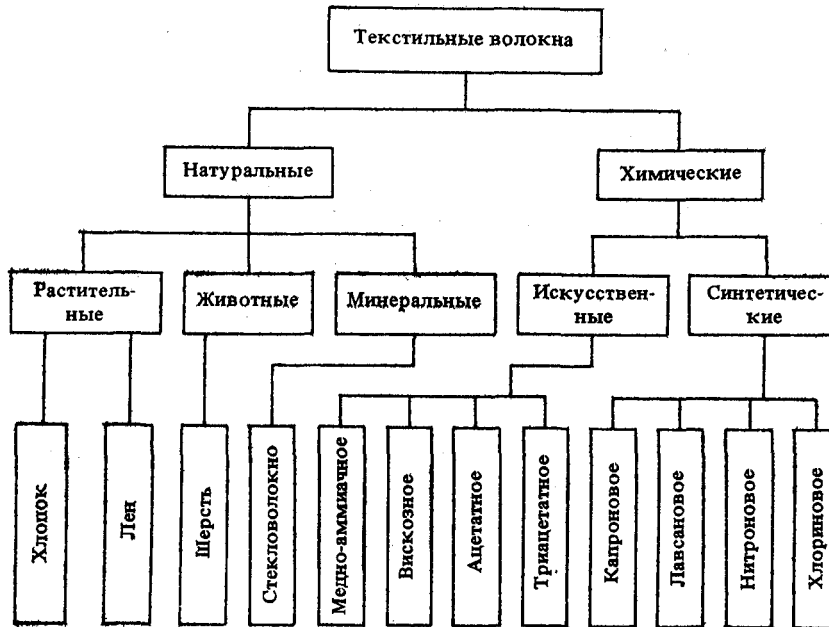 Текстильные волокна
Натуральные
Химические
Раститель-
ные
Животные
Минеральные
Искусствен-
ные
Синтетичес-
кие
Хлопок
Лен
Шерсть
Стекловолокно
Медно-аммиачное
Вискозное
Ацетатное
Триацетатное
Капроновое
Лавсановое
Нитроновое
Хлориновое